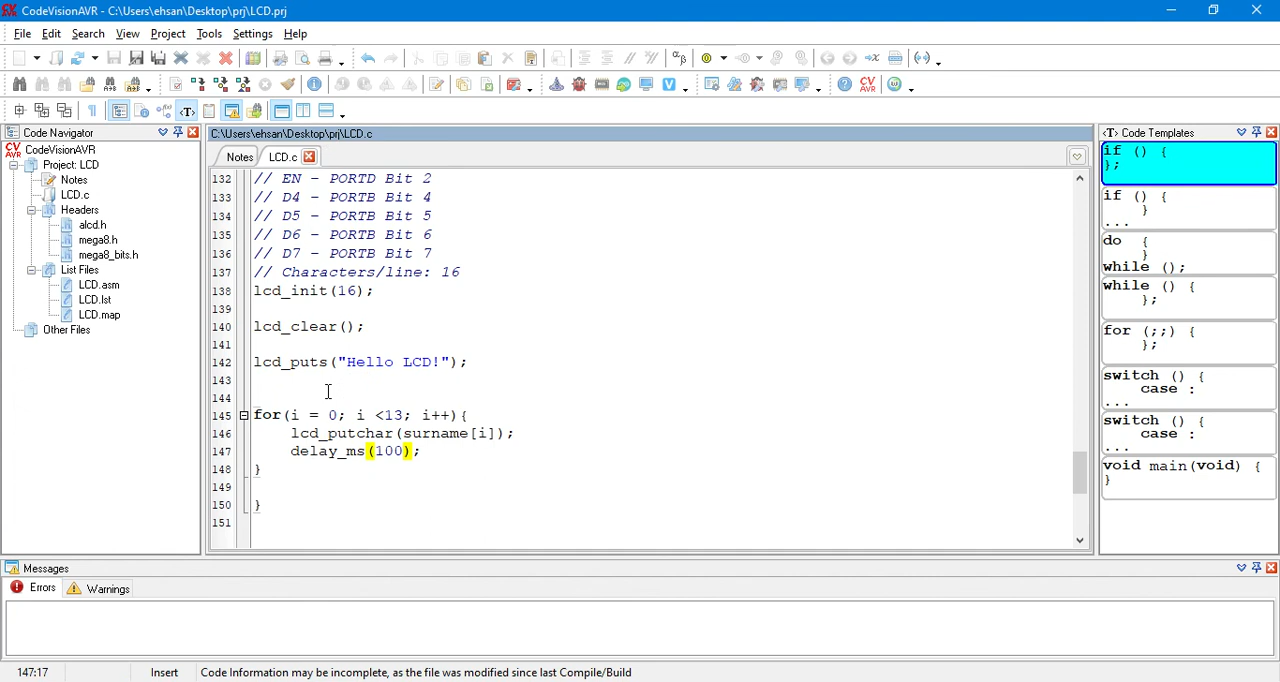 CodeVisionAVR - C:\Users\ehsan\Desktop\prj\LCD.prj
File Edit Search View Project Tools Settings Help
Code Navigator
CodeVisionAVR
Project: LCD
Notes
LCD.c
Headers
alcd.h
mega8.h
mega8_bits.h
List Files
LCD.asm
LCD.lst
LCD.map
Other Files
C:\Users\ehsan\Desktop\prj\LCD.c
Notes LCD.c
132 // EN - PORTD Bit 2
133 // D4 - PORTB Bit 4
134 // D5 - PORTB Bit 5
135 // D6 - PORTB Bit 6
136 // D7 - PORTB Bit 7
137 // Characters/line: 16
138 lcd_init(16);
139
140 lcd_clear();
141
142 lcd_puts("Hello LCD!");
143
144
145 for(i = 0; i <13; i++){
146 lcd_putchar(surname[i]);
147 delay_ms(100);
148 }
149
150 }
151
<T> Code Templates
if () {
};
if () {
}
...
do {
}
while ();
while () {
};
for (;;) {
};
switch () {
case :
...
switch () {
case :
...
void main(void) {
}
Messages
Errors Warnings
147:17 Insert Code Information may be incomplete, as the file was modified since last Compile/Build